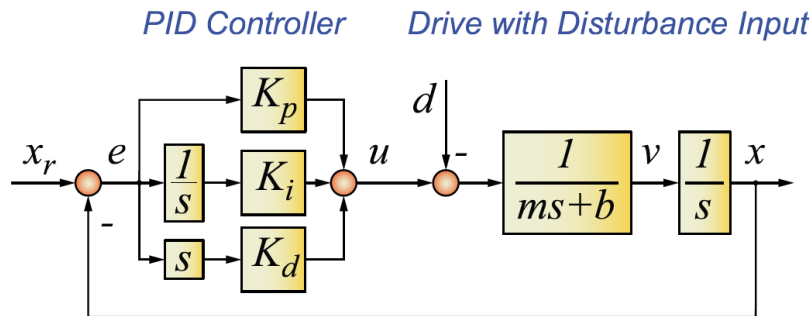 PID Controller Drive with Disturbance Input
K_p
d
x_r e 1/s K_i u - 1/(ms+b) v 1/s x
-
s K_d